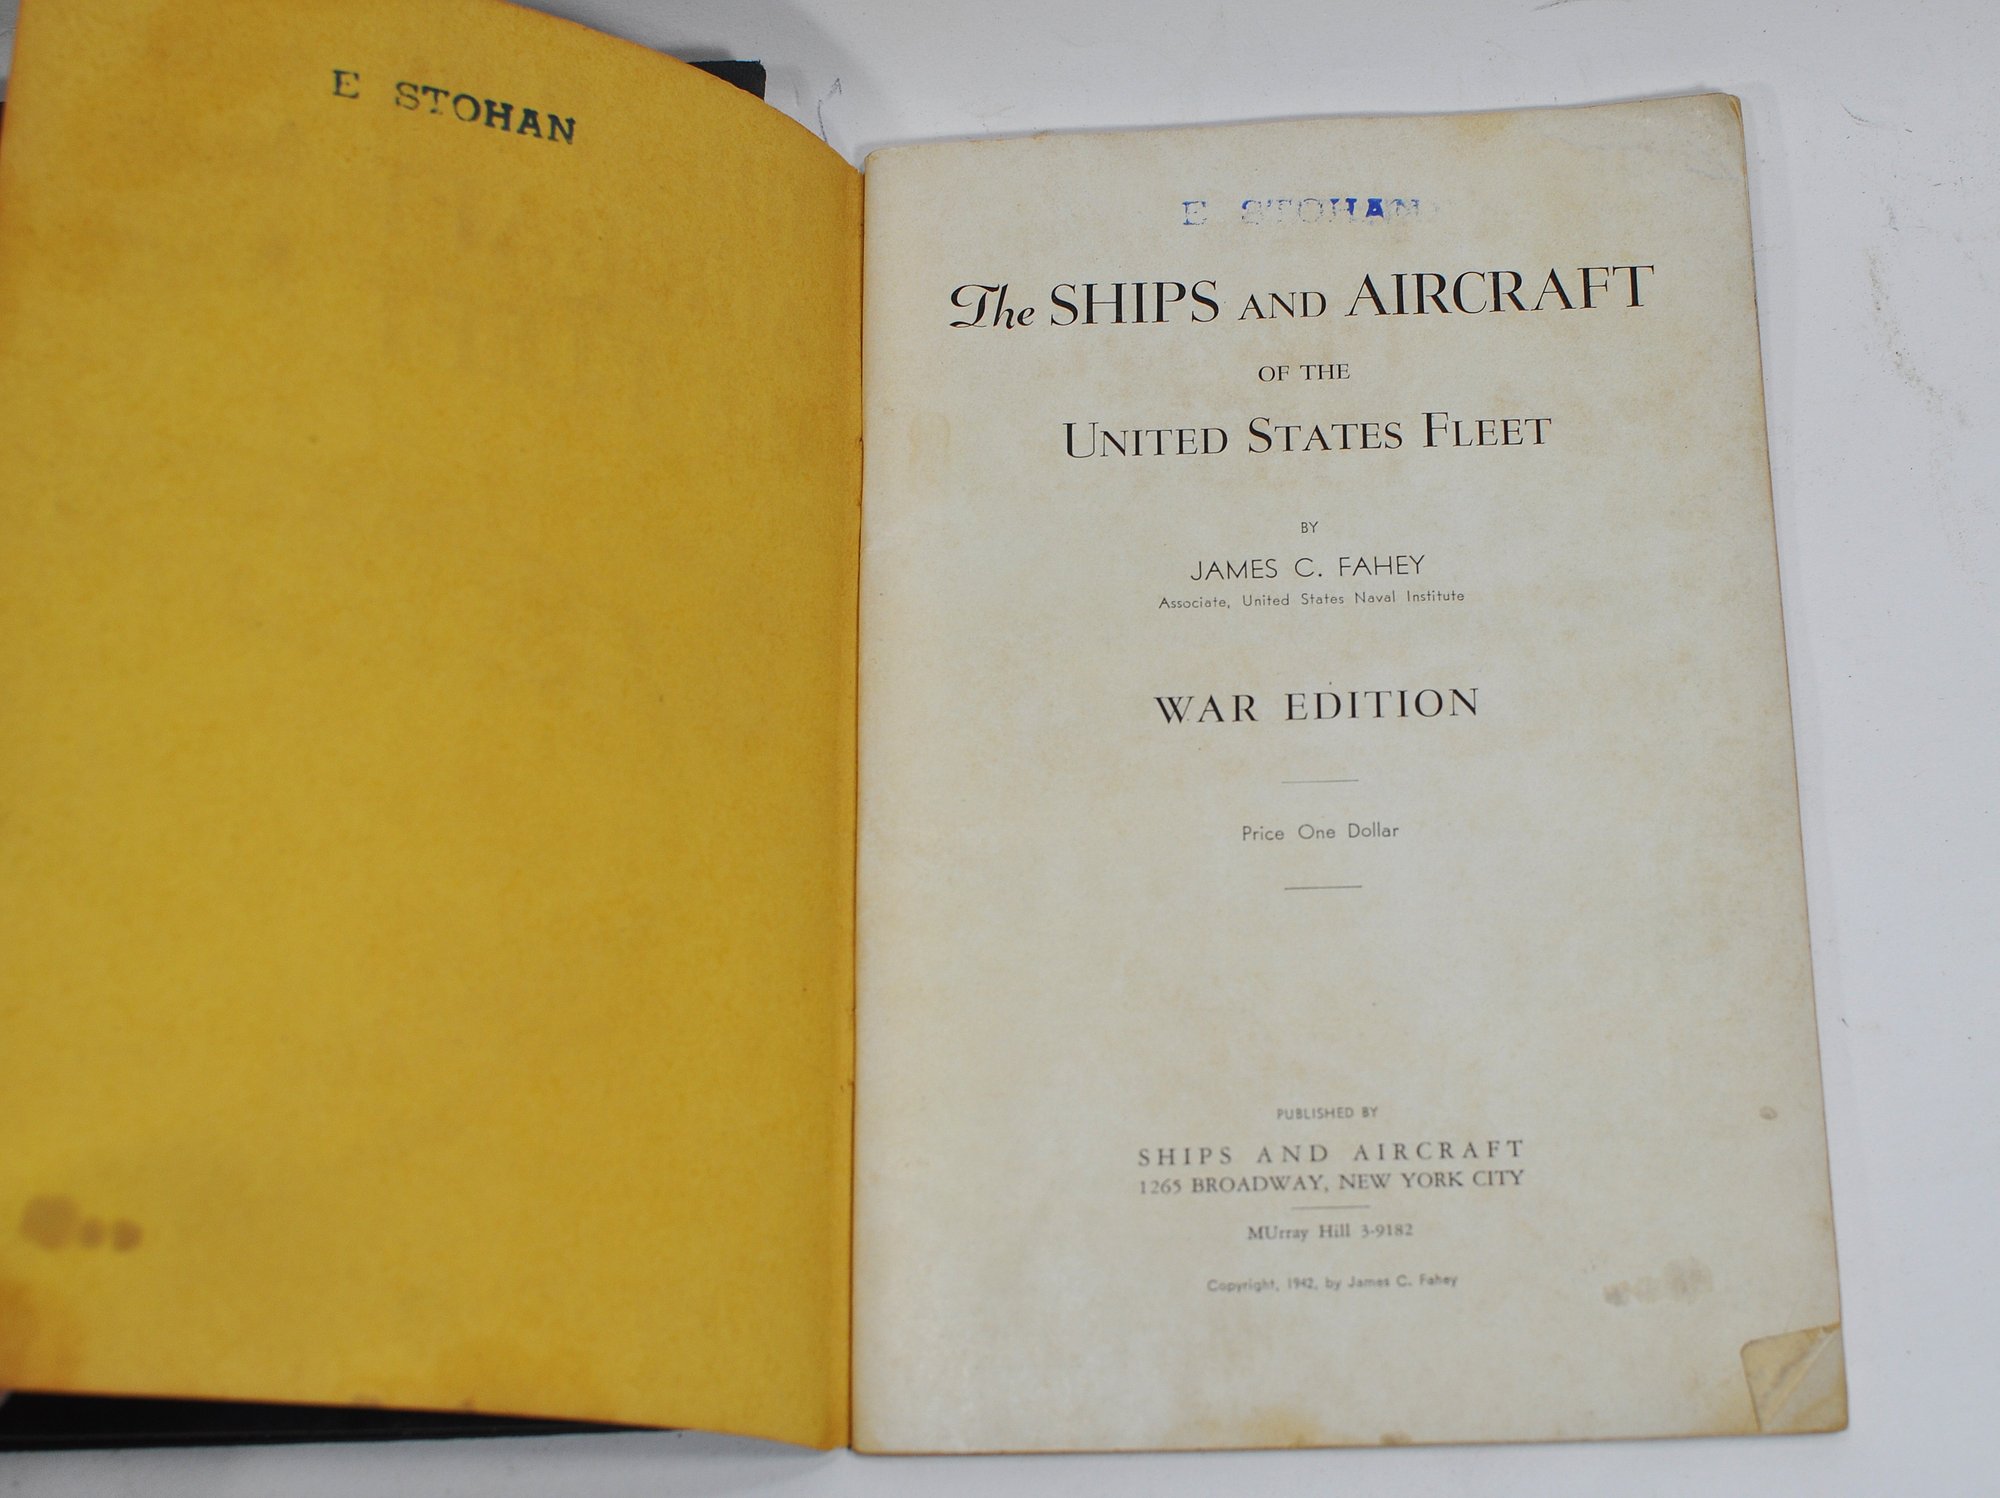 E STOHAN
E STOHAN
The SHIPS AND AIRCRAFT
OF THE
UNITED STATES FLEET
BY
JAMES C. FAHEY
Associate, United States Naval Institute
WAR EDITION
Price One Dollar
PUBLISHED BY
SHIPS AND AIRCRAFT
1265 BROADWAY, NEW YORK CITY
MUrray Hill 3-9182
Copyright, 1942, by James C. Fahey